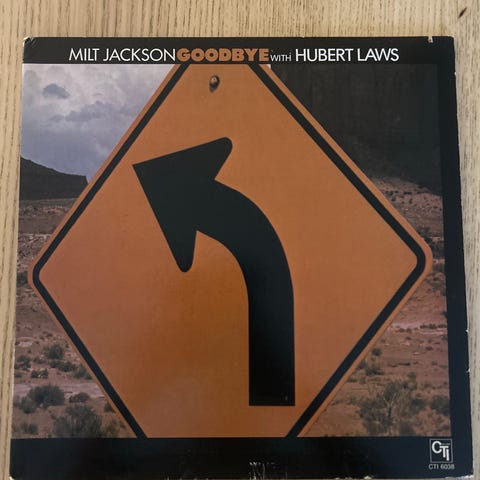 MILT JACKSON GOODBYE WITH HUBERT LAWS
CTI
CTI 6038